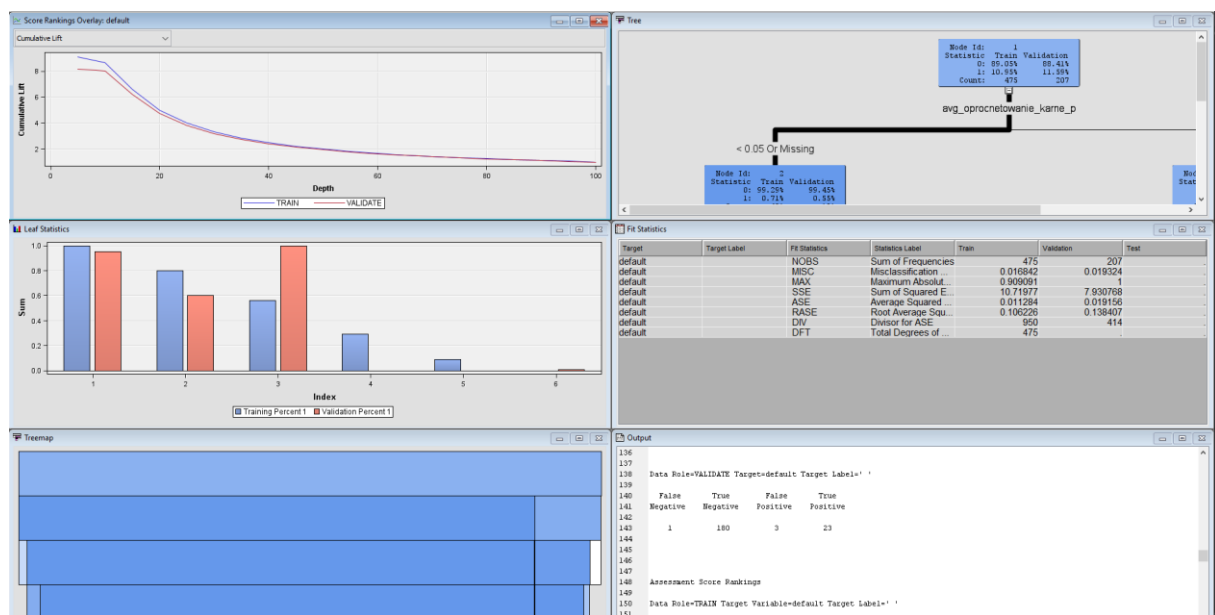 Score Rankings Overlay: default
Cumulative Lift
Cumulative Lift
8
6
4
2
0 20 40 60 80 100
Depth
TRAIN VALIDATE
Tree
Node Id: 1
Statistic Train Validation
0: 89.05% 88.41%
1: 10.95% 11.59%
Count: 475 207
avg_oprocnetowanie_karne_p
< 0.05 Or Missing
Node Id: 2
Statistic Train Validation
0: 99.29% 99.45%
1: 0.71% 0.55%
Leaf Statistics
Sum
1.0
0.8
0.6
0.4
0.2
0.0
1 2 3 4 5 6
Index
Training Percent 1 Validation Percent 1
Fit Statistics
Target Target Label Fit Statistics Statistics Label Train Validation Test
default NOBS Sum of Frequencies 475 207 .
default MISC Misclassification ... 0.016842 0.019324 .
default MAX Maximum Absolut... 0.909091 1 .
default SSE Sum of Squared E... 10.71977 7.930768 .
default ASE Average Squared ... 0.011284 0.019156 .
default RASE Root Average Squ... 0.106226 0.138407 .
default DIV Divisor for ASE 950 414 .
default DFT Total Degrees of ... 475 . .
Treemap
Output
136
137
138 Data Role=VALIDATE Target=default Target Label=' '
139
140 False True False True
141 Negative Negative Positive Positive
142
143 1 180 3 23
144
145
146
147
148 Assessment Score Rankings
149
150 Data Role=TRAIN Target Variable=default Target Label=' '
151